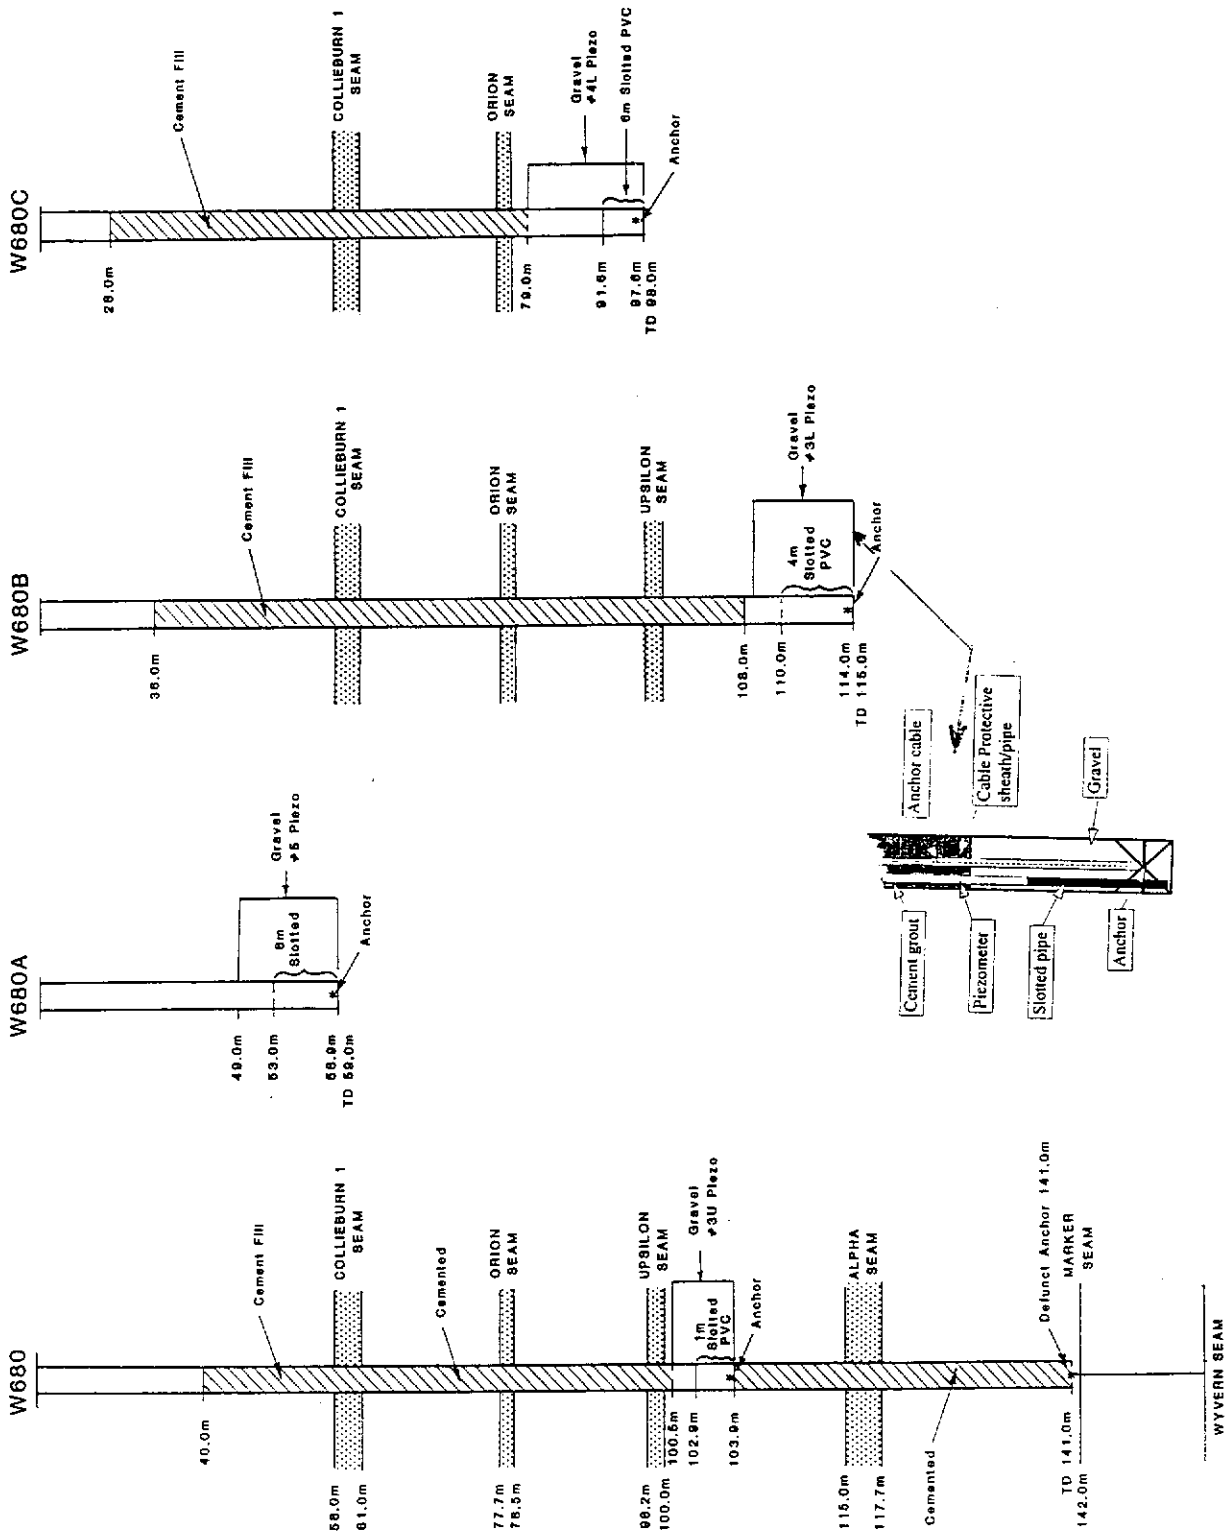 W680
40.0m
58.0m
61.0m
77.7m
78.5m
98.2m
100.0m
100.5m
102.9m
103.9m
115.0m
117.7m
TD 141.0m
142.0m
Cement Fill
COLLIEBURN 1
SEAM
Cemented
ORION
SEAM
UPSILON
SEAM
Gravel
#3U Piezo
1m
Slotted
PVC
Anchor
ALPHA
SEAM
Cemented
Defunct Anchor 141.0m
MARKER
SEAM
WYVERN SEAM
W680A
49.0m
53.0m
58.9m
TD 59.0m
Gravel
#5 Piezo
6m
Slotted
Anchor
W680B
36.0m
108.0m
110.0m
114.0m
TD 115.0m
Cement Fill
COLLIEBURN 1
SEAM
ORION
SEAM
UPSILON
SEAM
Gravel
#3L Piezo
4m
Slotted
PVC
Anchor
W680C
28.0m
79.0m
91.6m
97.6m
TD 98.0m
Cement Fill
COLLIEBURN 1
SEAM
ORION
SEAM
Gravel
#4L Piezo
6m Slotted PVC
Anchor
Cement grout
Piezometer
Slotted pipe
Anchor
Anchor cable
Cable Protective
sheath/pipe
Gravel